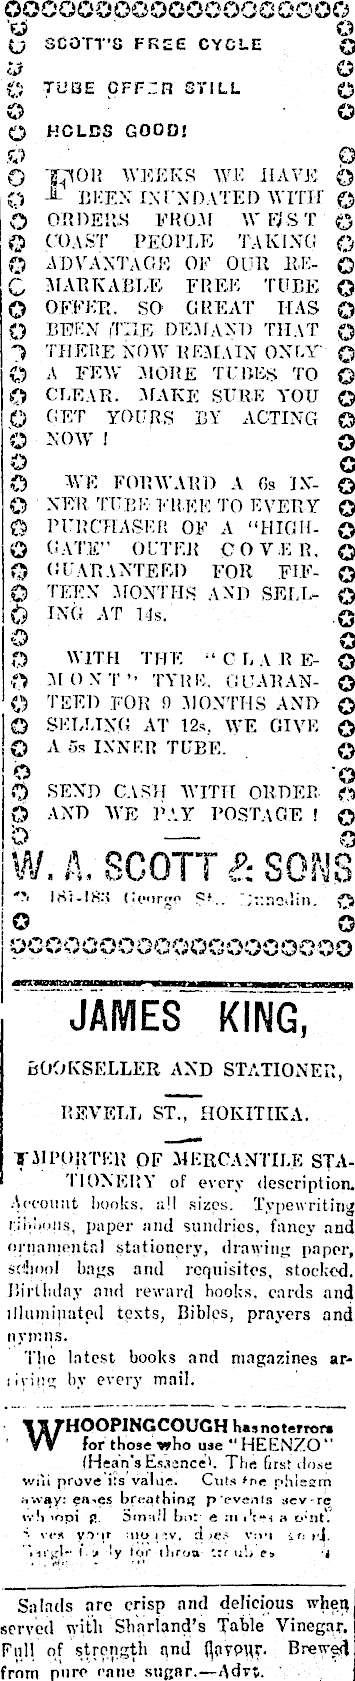 SCOTT'S FREE CYCLE
TUBE OFFER STILL
HOLDS GOOD!
FOR WEEKS WE HAVE
BEEN INUNDATED WITH
ORDERS FROM WEST
COAST PEOPLE TAKING
ADVANTAGE OF OUR RE-
MARKABLE FREE TUBE
OFFER. SO GREAT HAS
BEEN THE DEMAND THAT
THERE NOW REMAIN ONLY
A FEW MORE TUBES TO
CLEAR. MAKE SURE YOU
GET YOURS BY ACTING
NOW !
WE FORWARD A 6s IN-
NER TUBE FREE TO EVERY
PURCHASER OF A "HIGH-
GATE" OUTER COVER,
GUARANTEED FOR FIF-
TEEN MONTHS AND SELL-
ING AT 14s.
WITH THE "CLARE-
MONT" TYRE, GUARAN-
TEED FOR 9 MONTHS AND
SELLING AT 12s, WE GIVE
A 5s INNER TUBE.
SEND CASH WITH ORDER
AND WE PAY POSTAGE !
W. A. SCOTT & SONS
181-183 George St., Dunedin.
JAMES KING,
BOOKSELLER AND STATIONER,
REVELL ST., HOKITIKA.
IMPORTER OF MERCANTILE STA-
TIONERY of every description.
Account books, all sizes. Typewriting
ribbons, paper and sundries, fancy and
ornamental stationery, drawing paper,
school bags and requisites, stocked.
Birthday and reward books, cards and
illuminated texts, Bibles, prayers and
hymns.
The latest books and magazines ar-
riving by every mail.
WHOOPING COUGH has no terrors
for those who use "HEENZO"
(Hean's Essence). The first dose
will prove its value. Cuts the phlegm
away: eases breathing prevents severe
whooping. Small bottle makes a pint.
Saves your money, does you good.
for throat troubles
Salads are crisp and delicious when
served with Sharland's Table Vinegar.
Full of strength and flavour. Brewed
from pure cane sugar.—Advt.